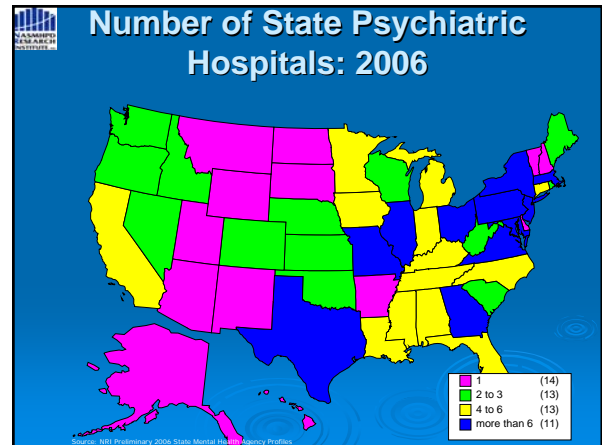 NASMHPD
RESEARCH
INSTITUTE, INC.
Number of State Psychiatric
Hospitals: 2006
1 (14)
2 to 3 (13)
4 to 6 (13)
more than 6 (11)
Source: NRI Preliminary 2006 State Mental Health Agency Profiles